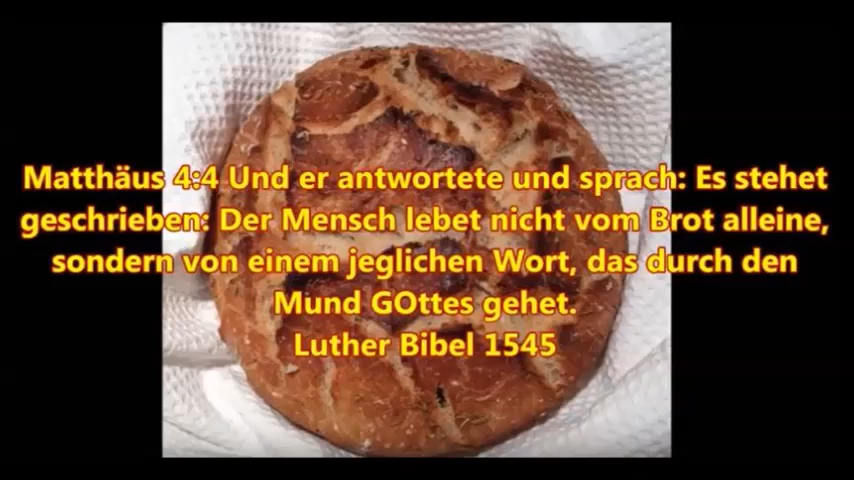 Matthäus 4:4 Und er antwortete und sprach: Es stehet
geschrieben: Der Mensch lebet nicht vom Brot alleine,
sondern von einem jeglichen Wort, das durch den
Mund GOttes gehet.
Luther Bibel 1545